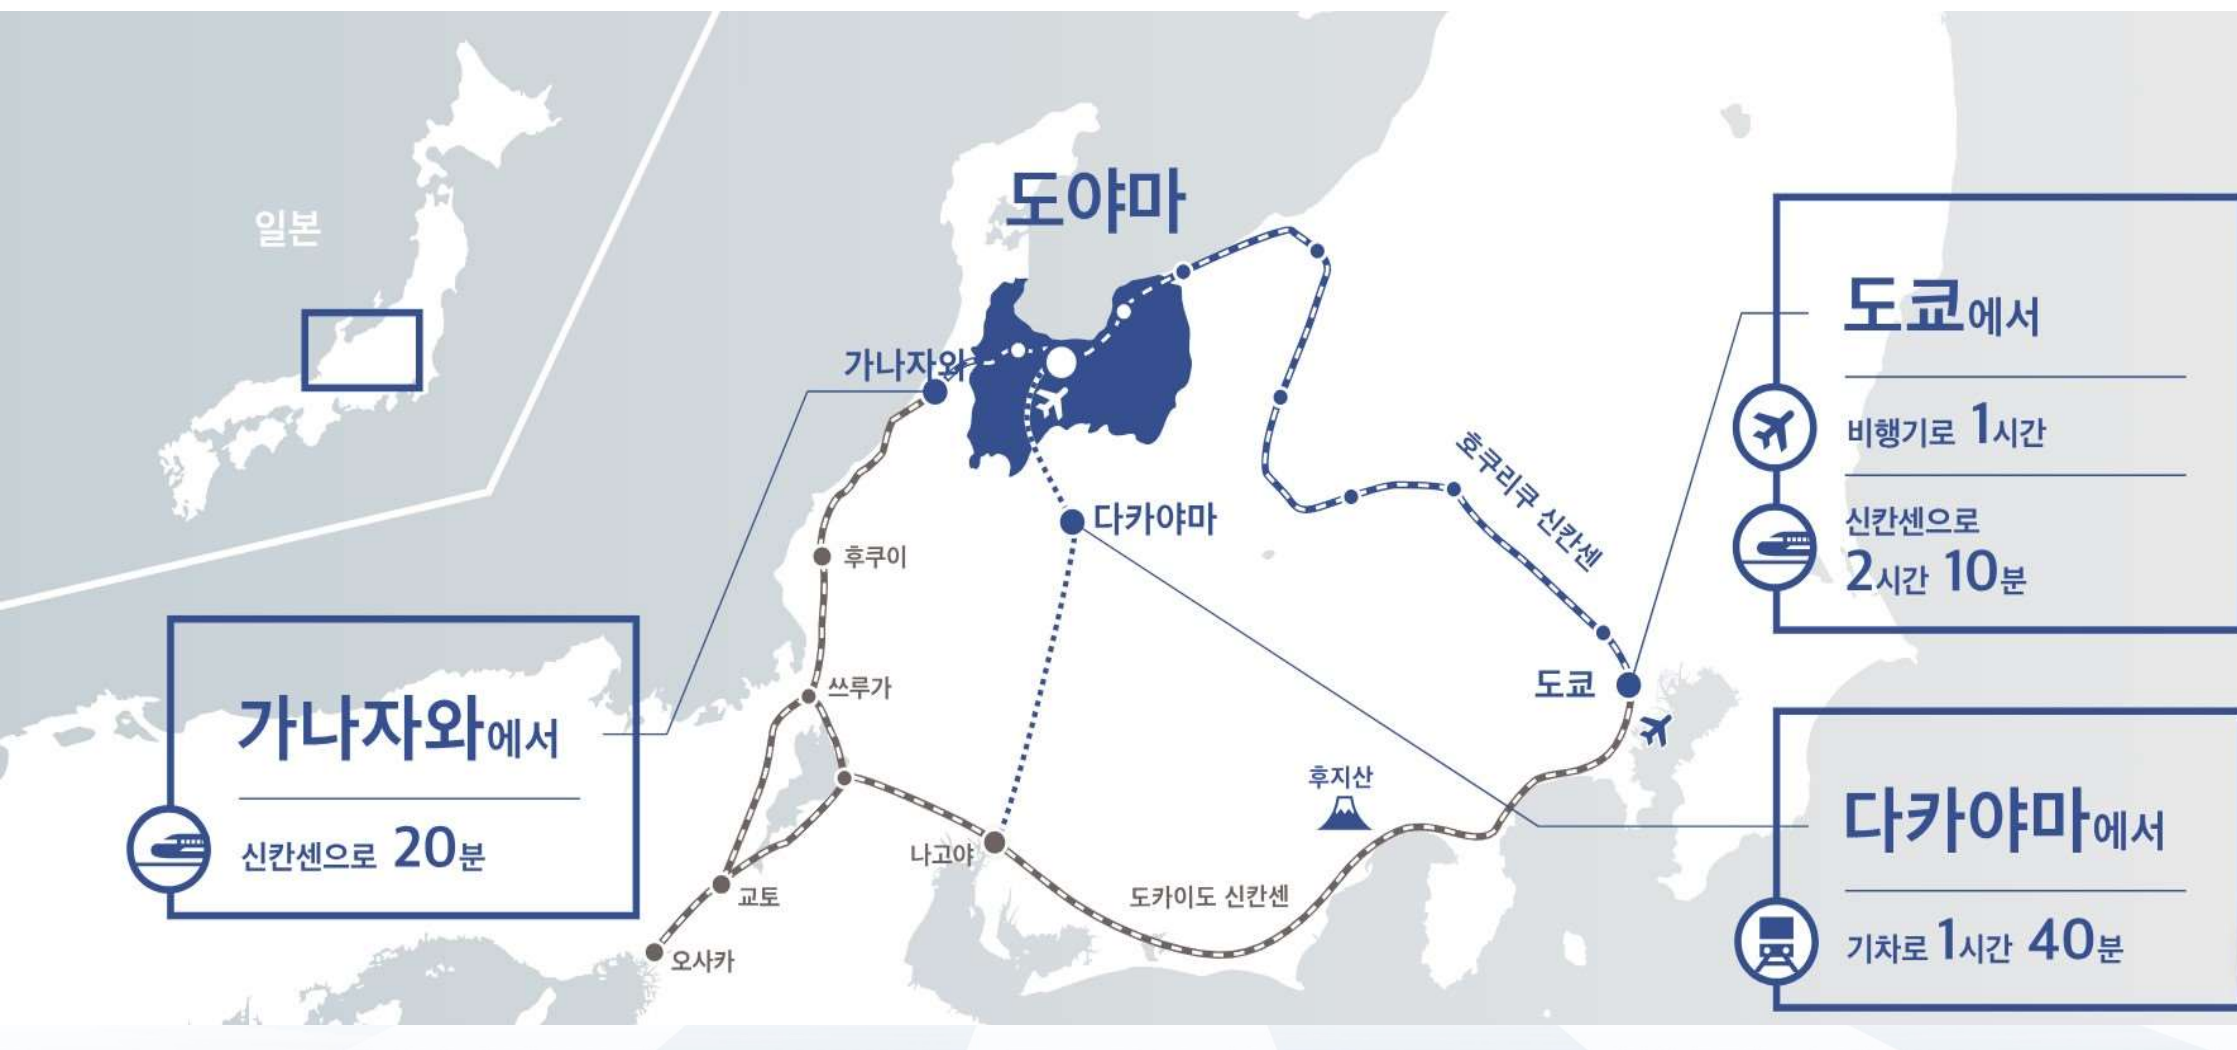 일본
도야마
가나자와
다카야마
호쿠리쿠 신칸센
후쿠이
쓰루가
도쿄
후지산
나고야
도카이도 신칸센
교토
오사카
가나자와에서
신칸센으로 20분
도쿄에서
비행기로 1시간
신칸센으로
2시간 10분
다카야마에서
기차로 1시간 40분